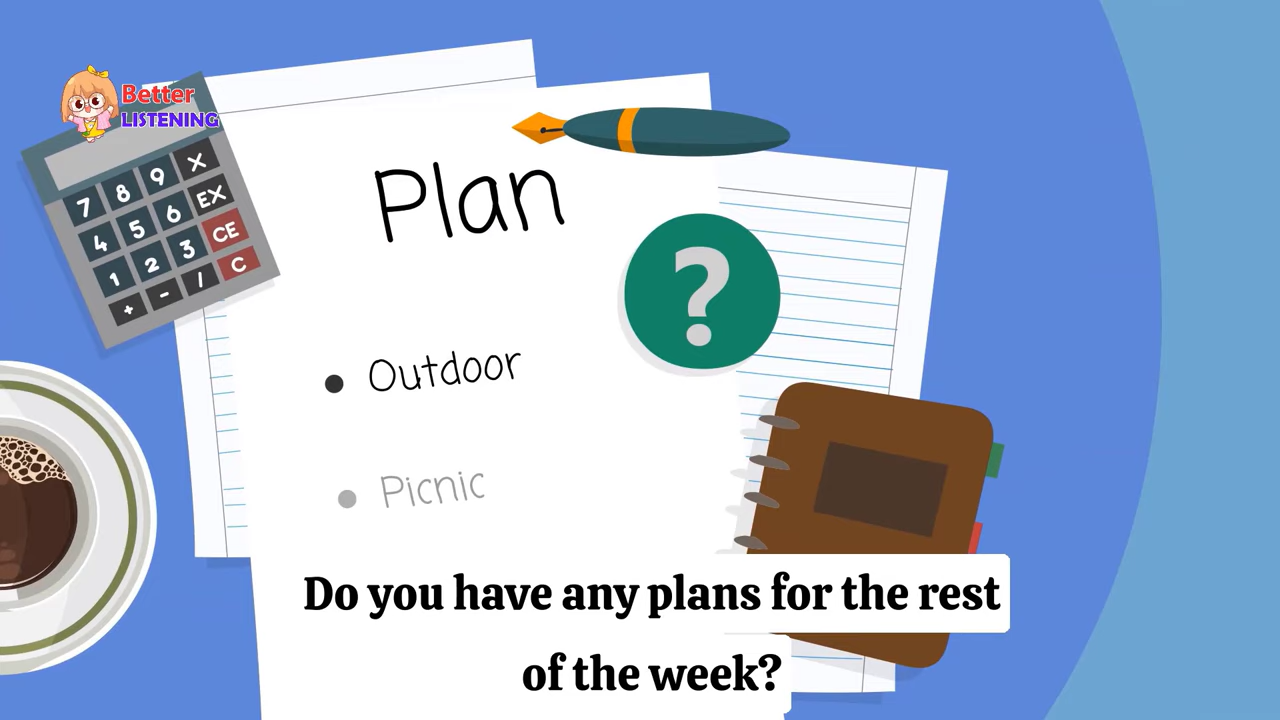 Better
LISTENING
7 8 9 X
4 5 6 EX
1 2 3 CE
+ - / C
Plan
?
• Outdoor
• Picnic
Do you have any plans for the rest
of the week?